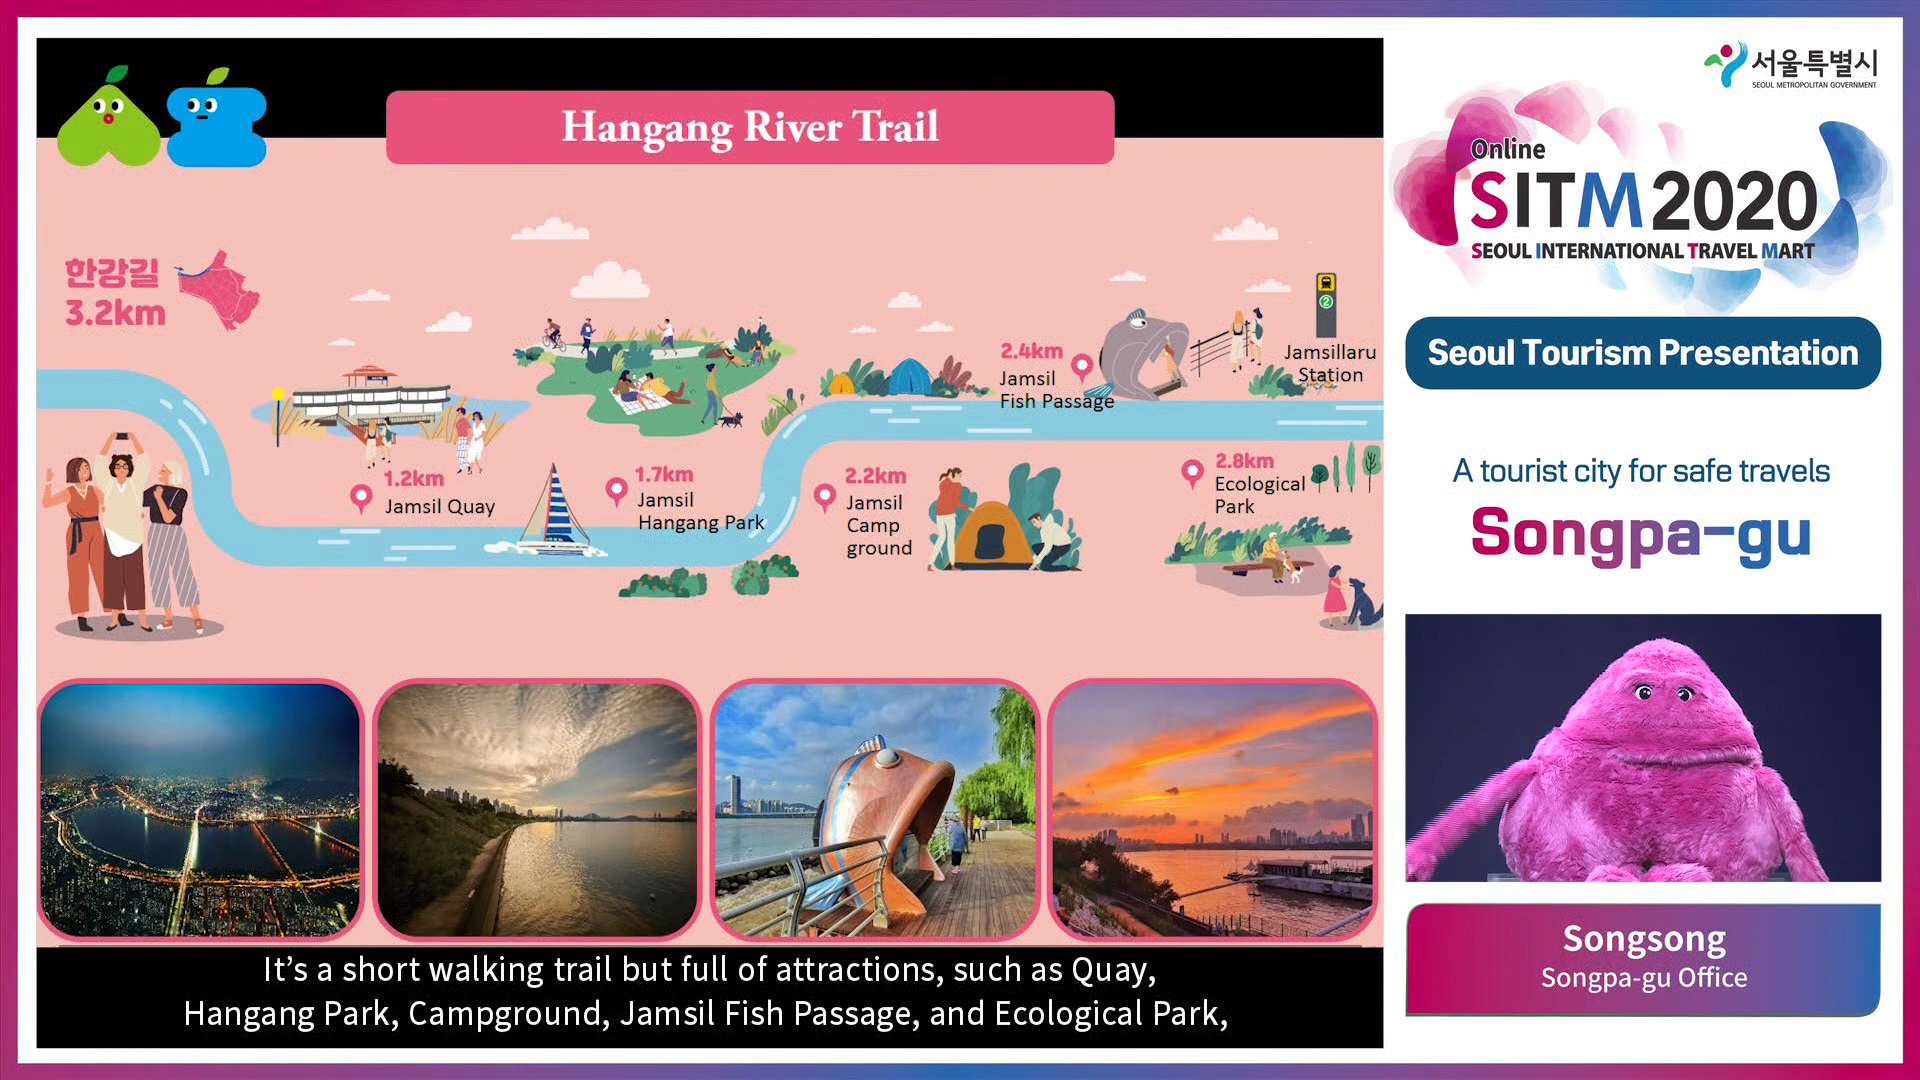 Hangang River Trail
한강길
3.2km
1.2km
Jamsil Quay
1.7km
Jamsil
Hangang Park
2.2km
Jamsil
Camp
ground
2.4km
Jamsil
Fish Passage
2.8km
Ecological
Park
2
Jamsillaru
Station
It's a short walking trail but full of attractions, such as Quay,
Hangang Park, Campground, Jamsil Fish Passage, and Ecological Park,
서울특별시
SEOUL METROPOLITAN GOVERNMENT
Online
SITM 2020
SEOUL INTERNATIONAL TRAVEL MART
Seoul Tourism Presentation
A tourist city for safe travels
Songpa-gu
Songsong
Songpa-gu Office